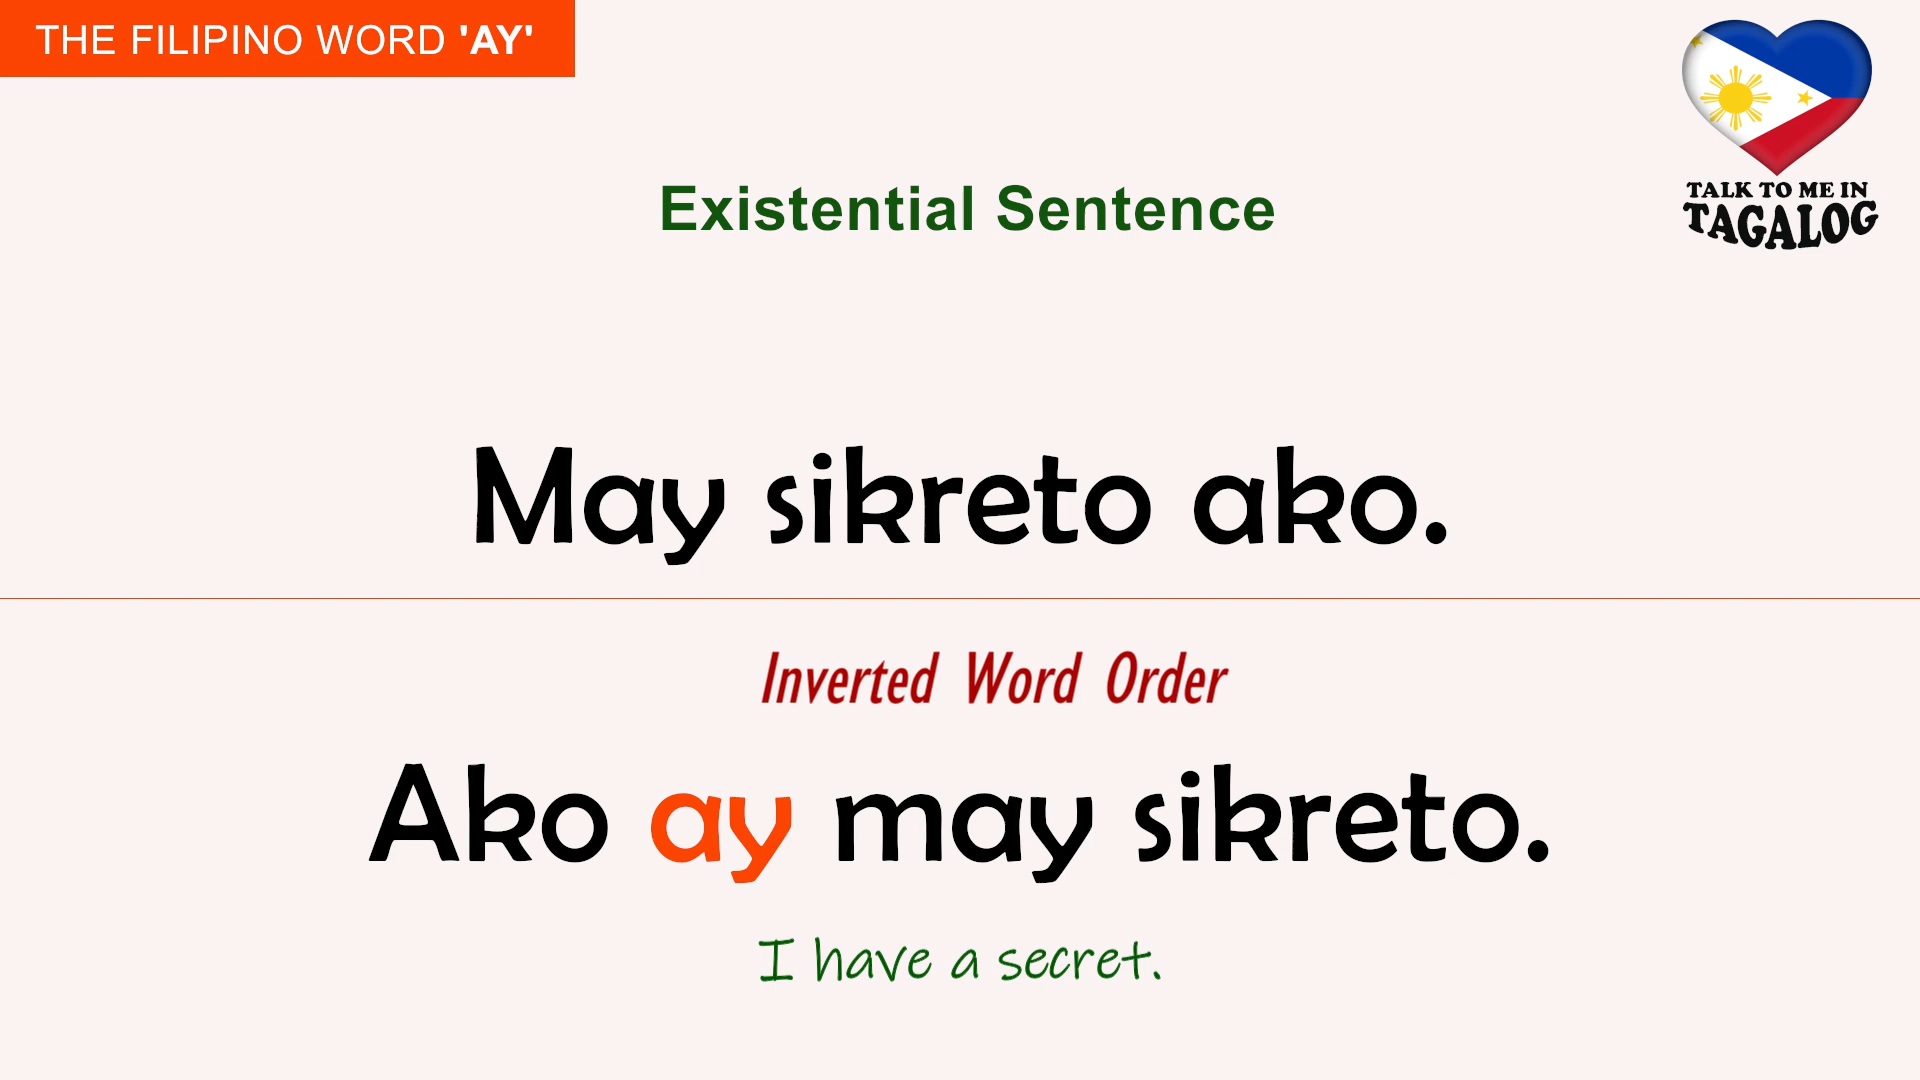 THE FILIPINO WORD 'AY'
TALK TO ME IN
TAGALOG
Existential Sentence
May sikreto ako.
Inverted Word Order
Ako ay may sikreto.
I have a secret.